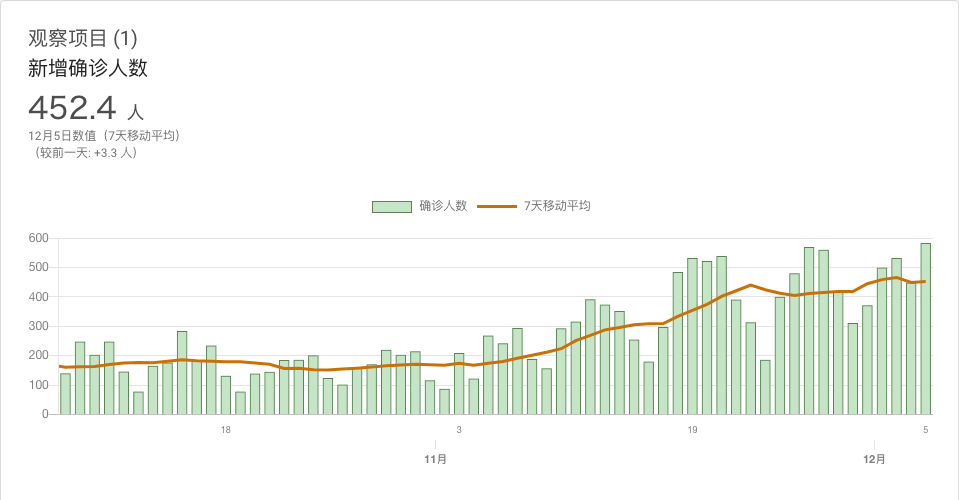 观察项目 (1)
新增确诊人数
452.4 人
12月5日数值（7天移动平均）
（较前一天: +3.3 人）
确诊人数 7天移动平均
600
500
400
300
200
100
0
18 3 19 5
11月 12月